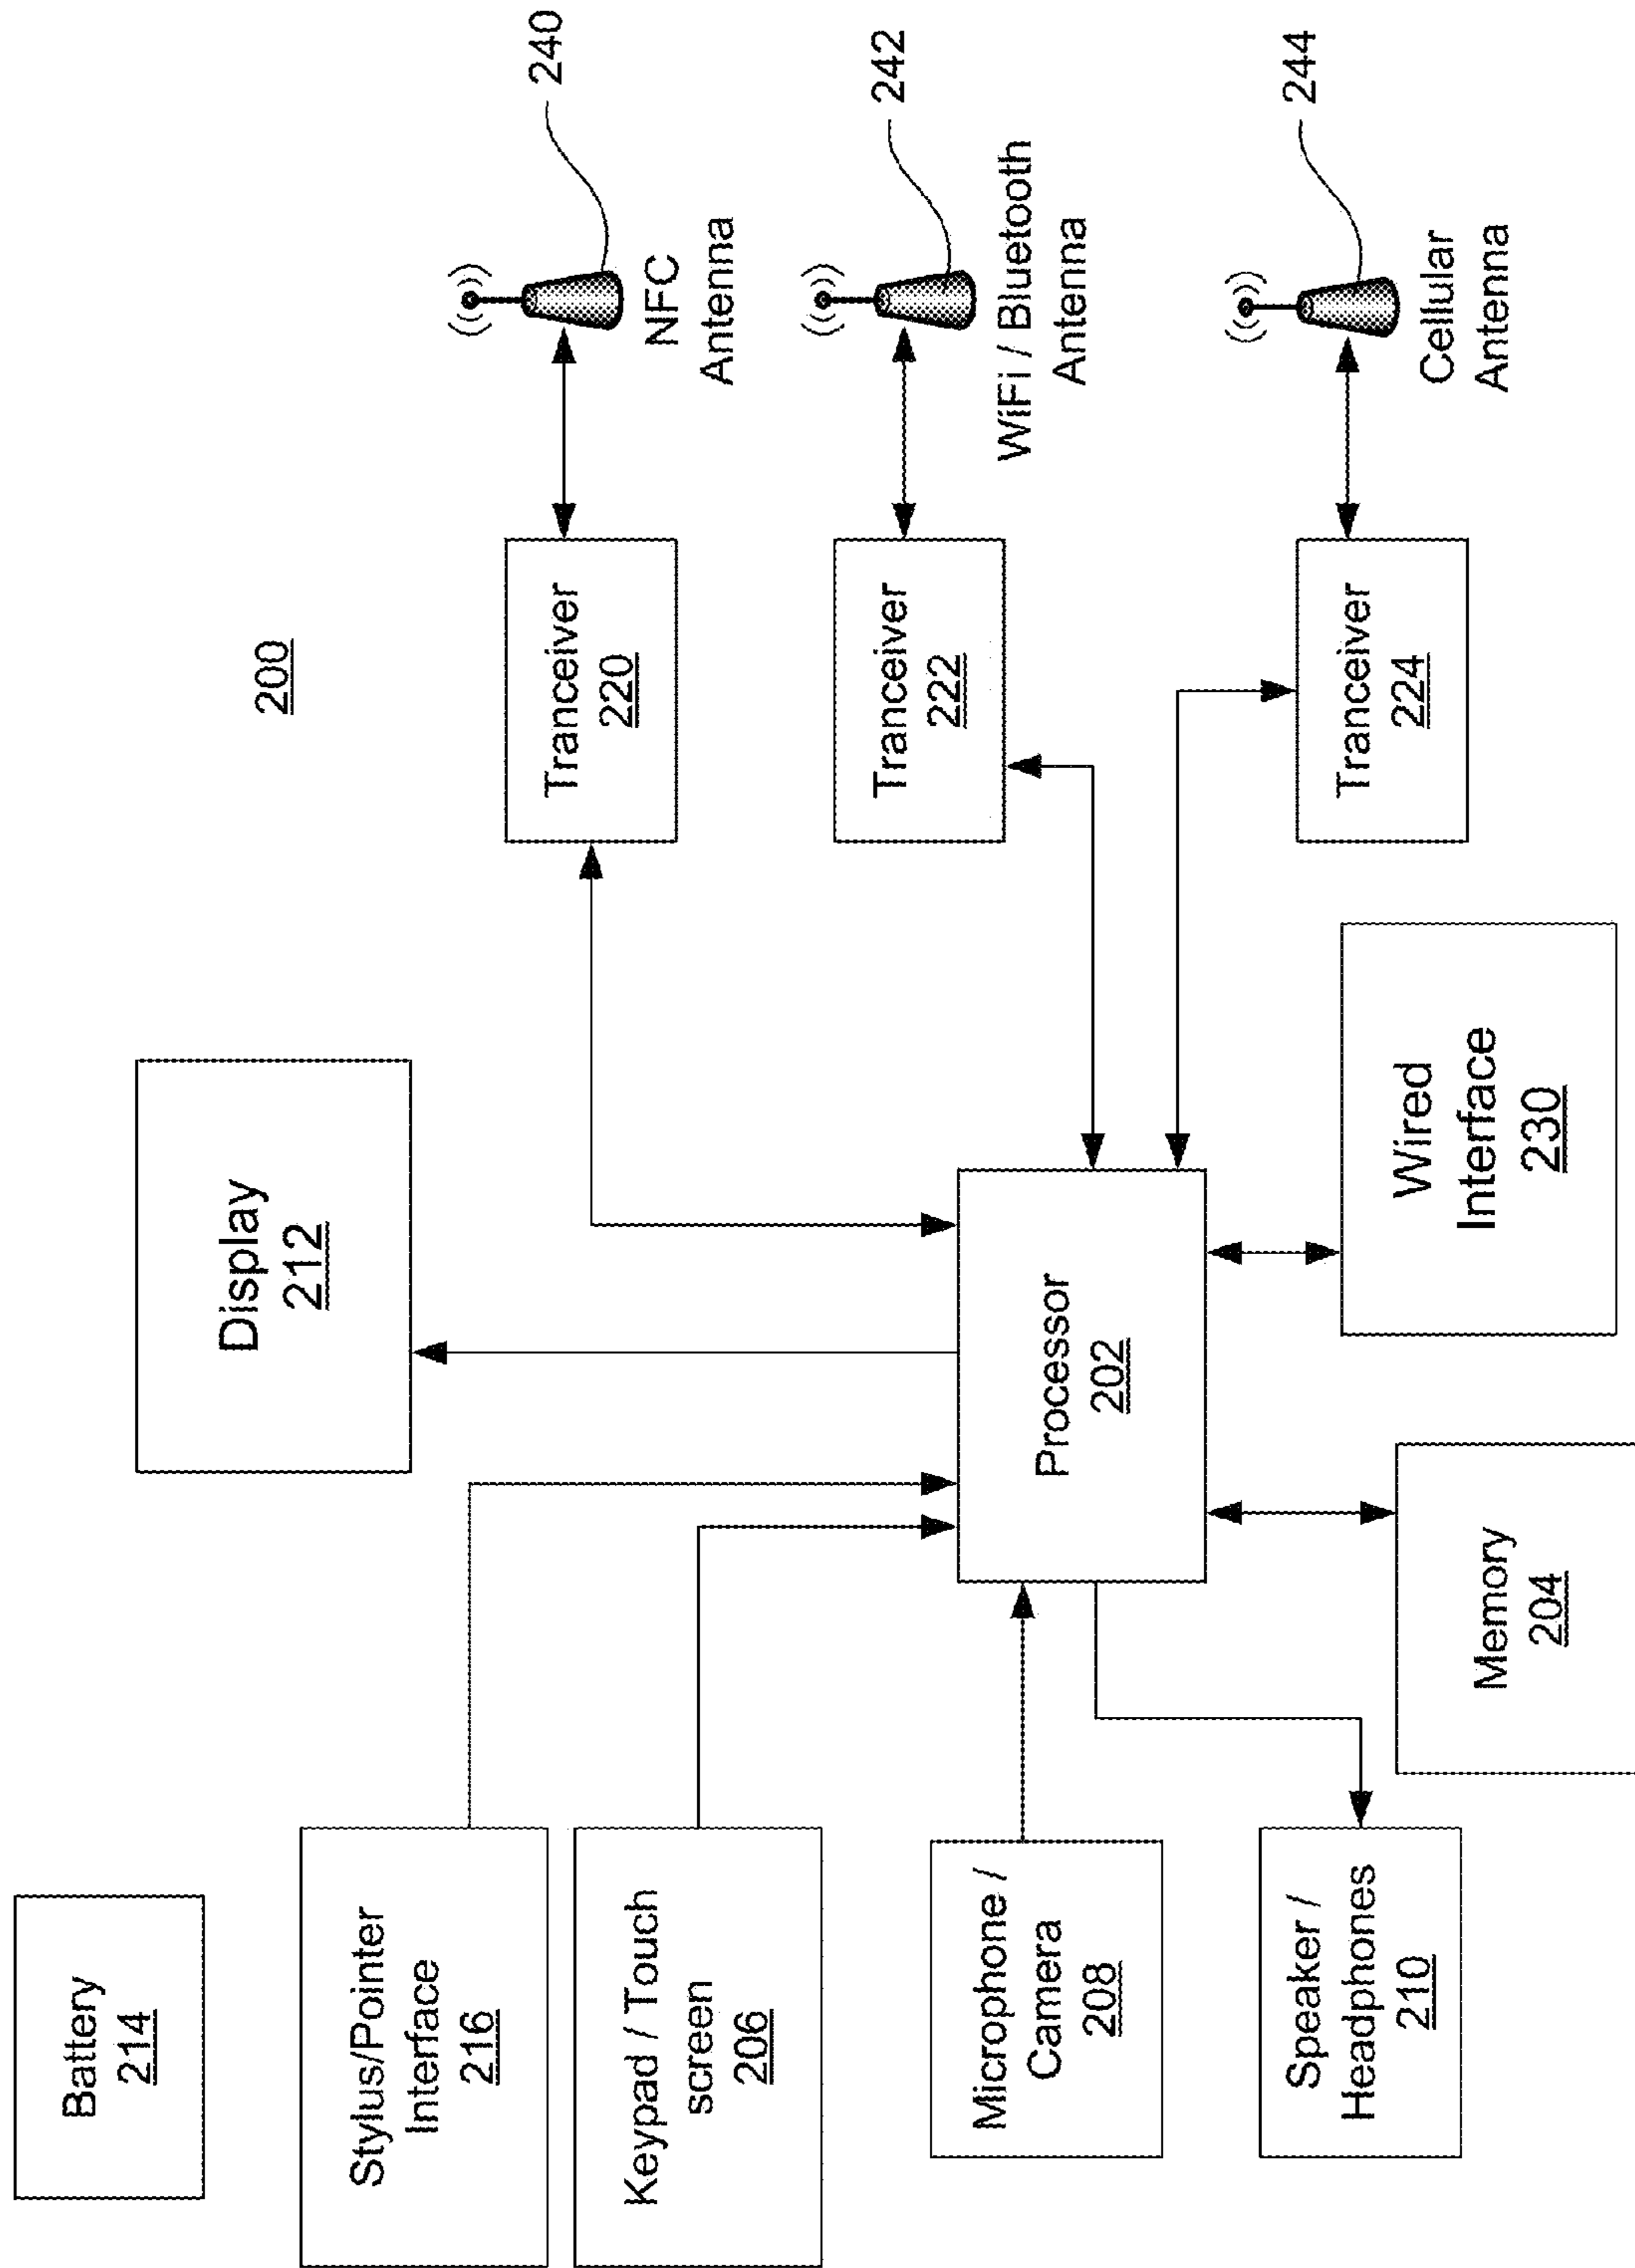 200
Battery
214
Stylus/Pointer
Interface
216
Keypad / Touch
screen
206
Microphone /
Camera
208
Speaker /
Headphones
210
Display
212
Processor
202
Memory
204
Wired
Interface
230
Tranceiver
220
Tranceiver
222
Tranceiver
224
240
NFC
Antenna
242
WiFi / Bluetooth
Antenna
244
Cellular
Antenna